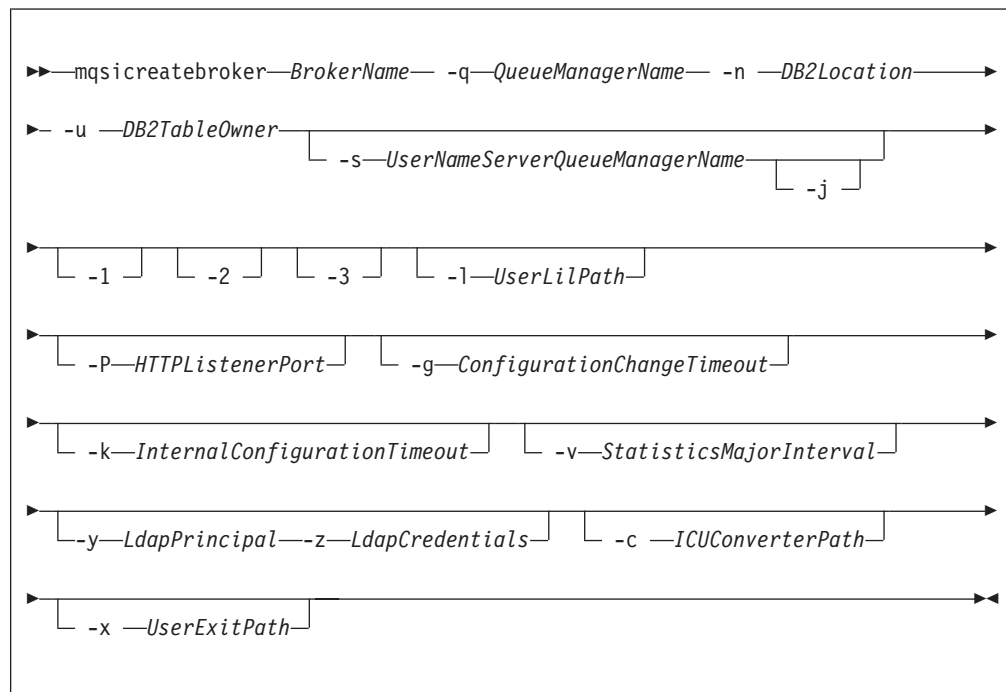 mqsicreatebroker BrokerName -q QueueManagerName -n DB2Location
-u DB2TableOwner
-s UserNameServerQueueManagerName
-j
-1 -2 -3 -l UserLilPath
-P HTTPListenerPort -g ConfigurationChangeTimeout
-k InternalConfigurationTimeout -v StatisticsMajorInterval
-y LdapPrincipal -z LdapCredentials -c ICUConverterPath
-x UserExitPath